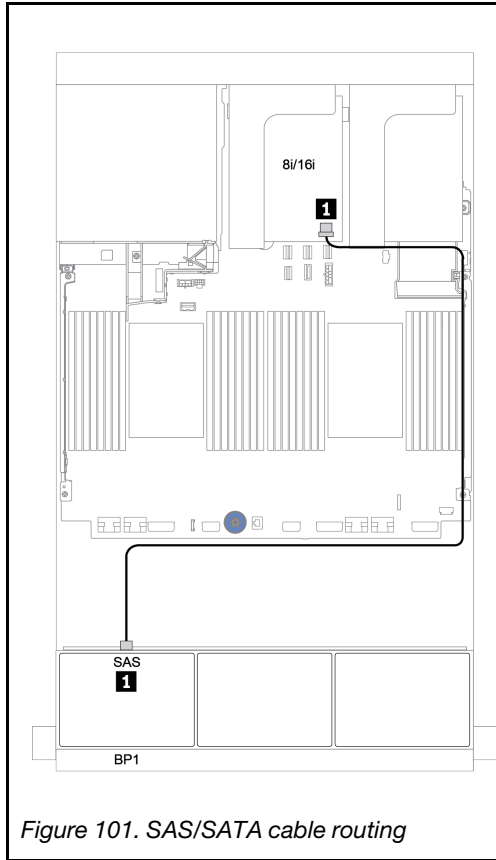 8i/16i
1
SAS
1
BP1
Figure 101. SAS/SATA cable routing